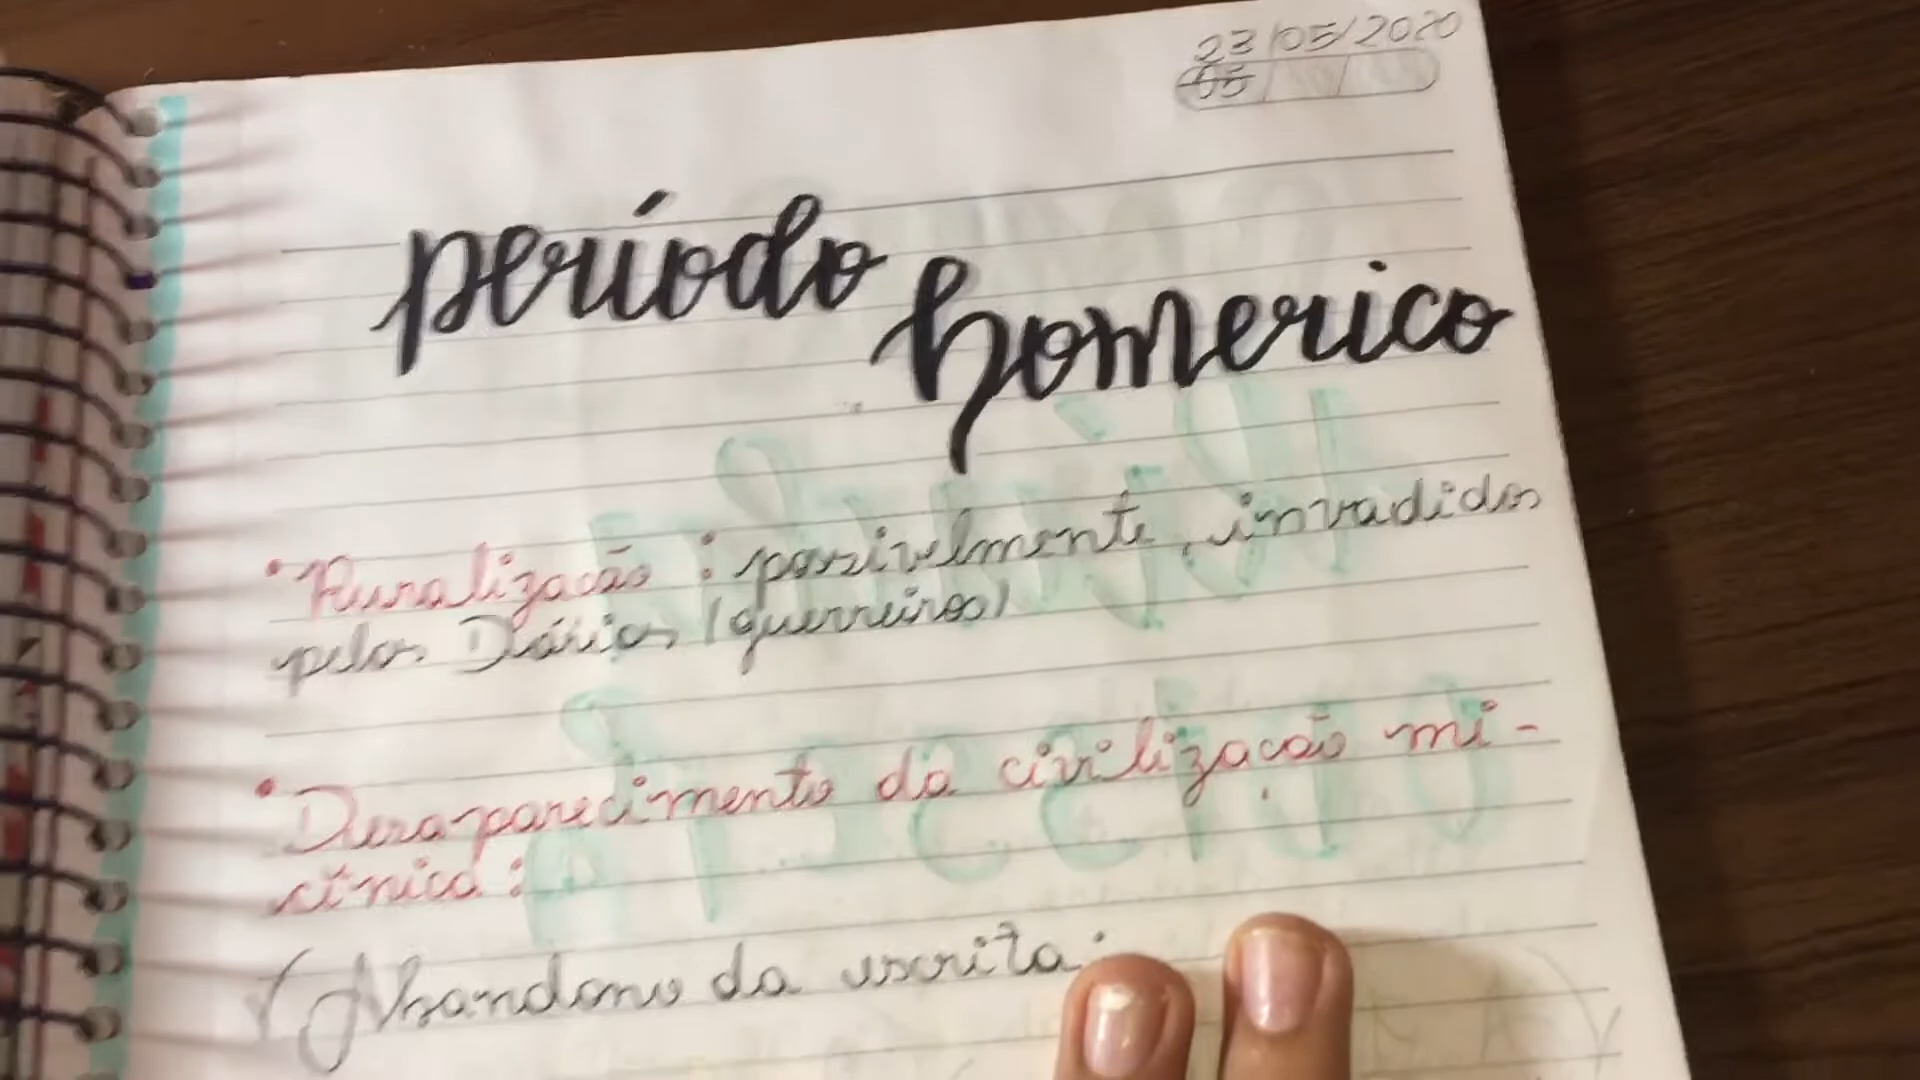 23/05/2020
05
período
homerico
• Ruralização : possivelmente, invadidos
pelos Dórios (guerreiros)
• Desaparecimento da civilização mi-
cênica :
Abandono da escrita